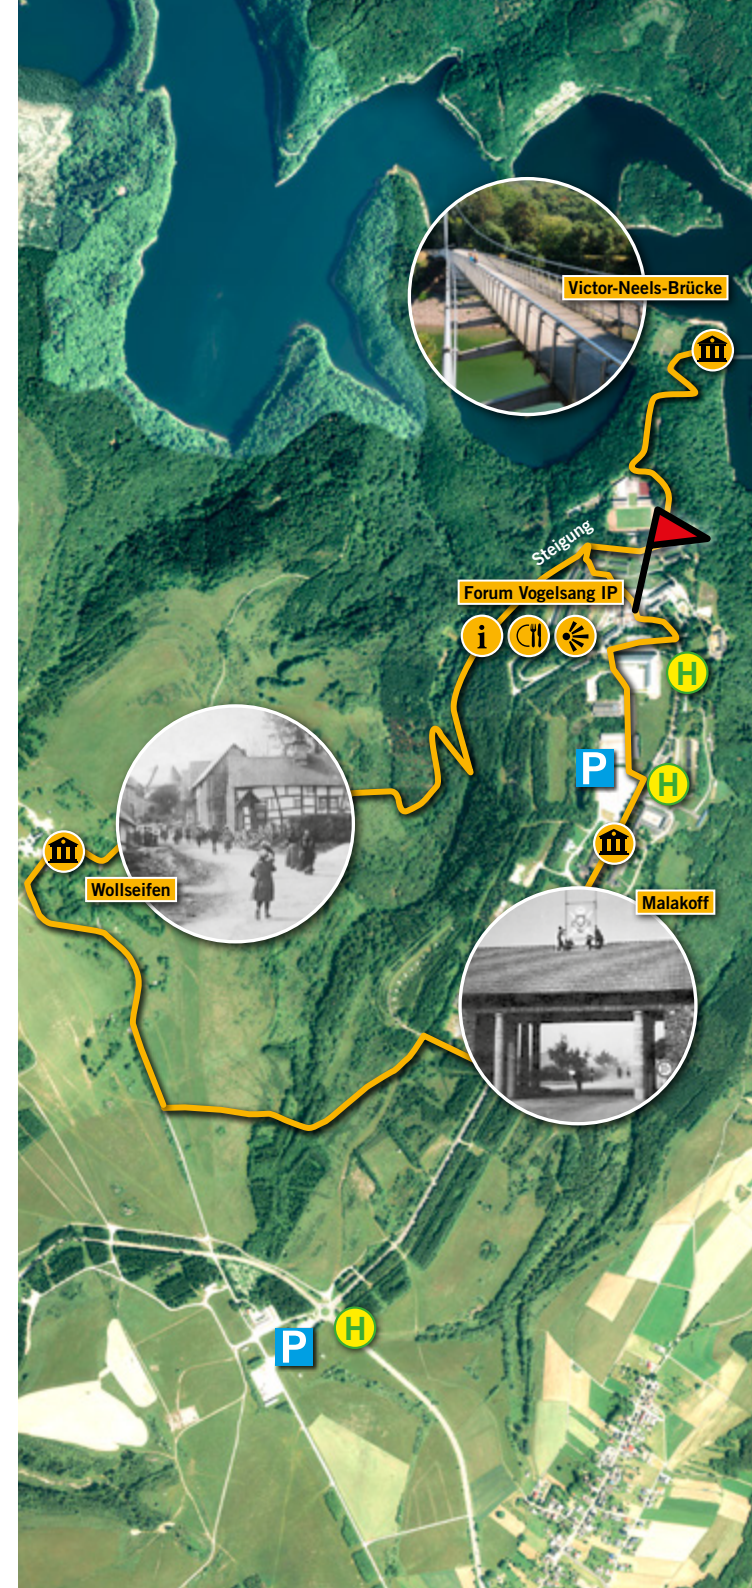 Victor-Neels-Brücke
Steigung
Forum Vogelsang IP
i
H
P
H
Wollseifen
Malakoff
P
H